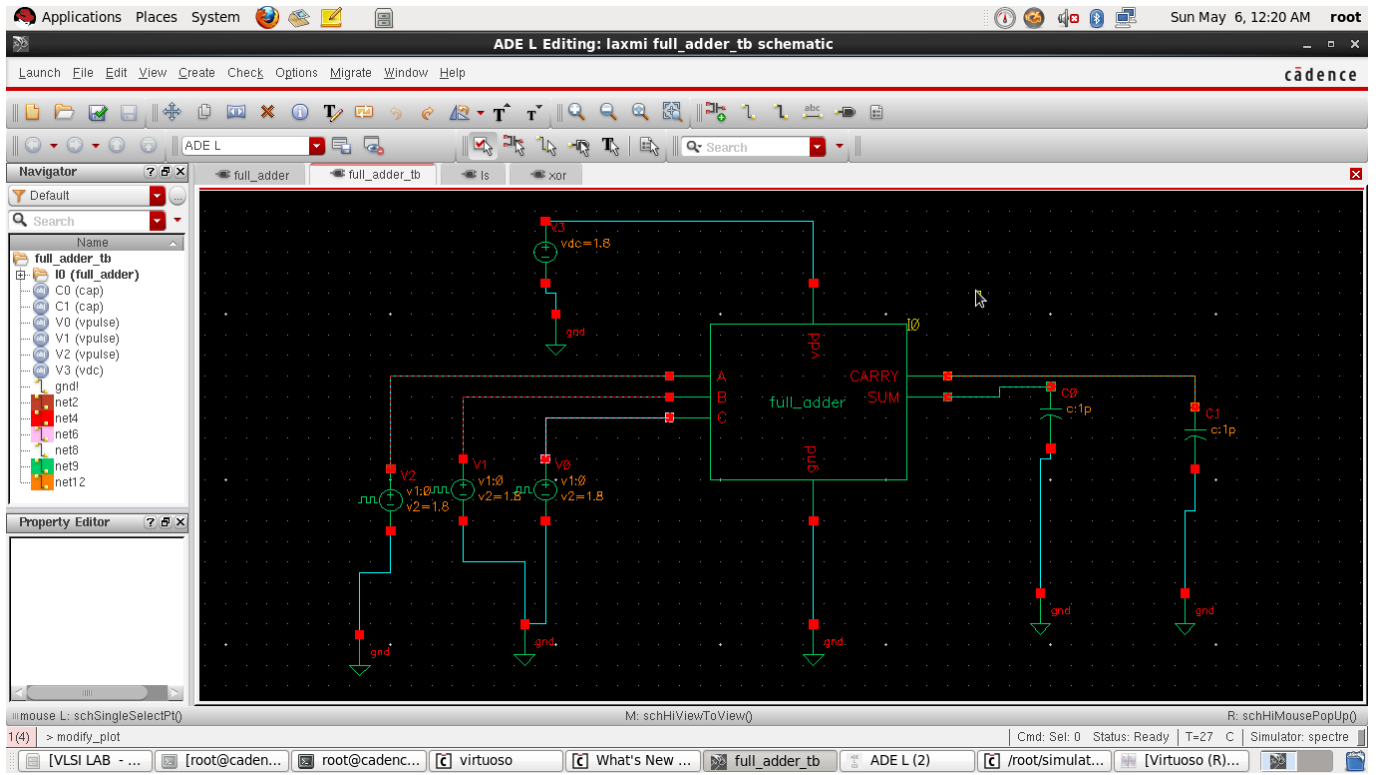 Applications Places System Sun May 6, 12:20 AM root
ADE L Editing: laxmi full_adder_tb schematic
Launch File Edit View Create Check Options Migrate Window Help cādence
ADE L Search
Navigator full_adder full_adder_tb ls xor
Default
Search
Name
full_adder_tb
I0 (full_adder)
C0 (cap)
C1 (cap)
V0 (vpulse)
V1 (vpulse)
V2 (vpulse)
V3 (vdc)
gnd!
net2
net4
net6
net8
net9
net12
Property Editor
V3
vdc=1.8
gnd
I0
vdd
A CARRY
B SUM
C
full_adder
gnd
C0
c:1p
C1
c:1p
V2
v1:0
v2=1.8
V1
v1:0
v2=1.8
V0
v1:0
v2=1.8
gnd
gnd
gnd
gnd
gnd
mouse L: schSingleSelectPt() M: schHiViewToView() R: schHiMousePopUp()
1(4) > modify_plot Cmd: Sel: 0 Status: Ready T=27 C Simulator: spectre
[VLSI LAB - ... [root@caden... root@cadenc... virtuoso What's New ... full_adder_tb ADE L (2) /root/simulat... [Virtuoso (R)...